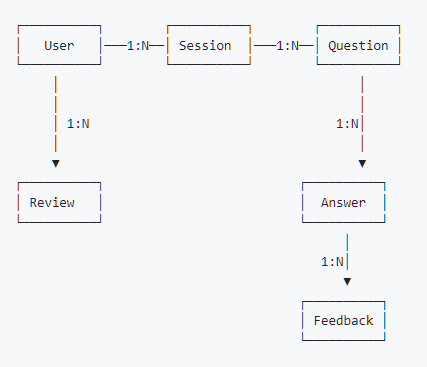 User 1:N Session 1:N Question
1:N 1:N
Review Answer
1:N
Feedback